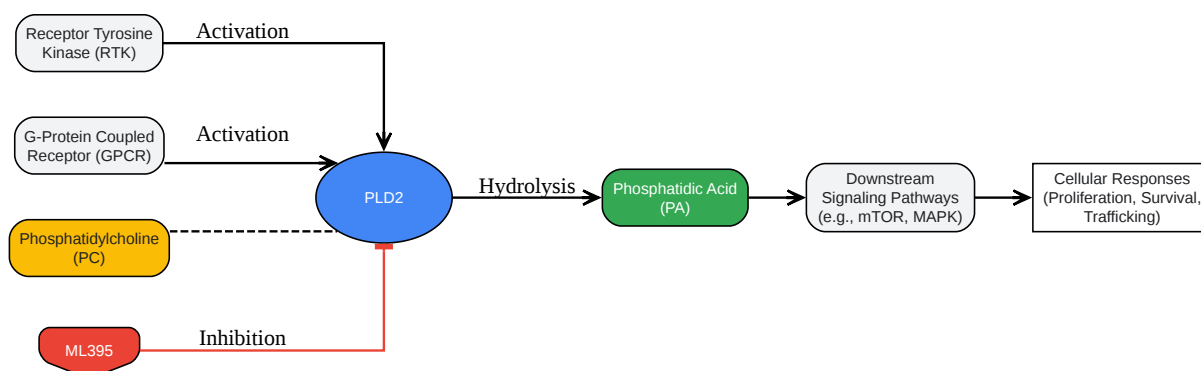 Receptor Tyrosine
Kinase (RTK)
Activation
G-Protein Coupled
Receptor (GPCR)
Activation
Phosphatidylcholine
(PC)
ML395
Inhibition
PLD2
Hydrolysis
Phosphatidic Acid
(PA)
Downstream
Signaling Pathways
(e.g., mTOR, MAPK)
Cellular Responses
(Proliferation, Survival,
Trafficking)